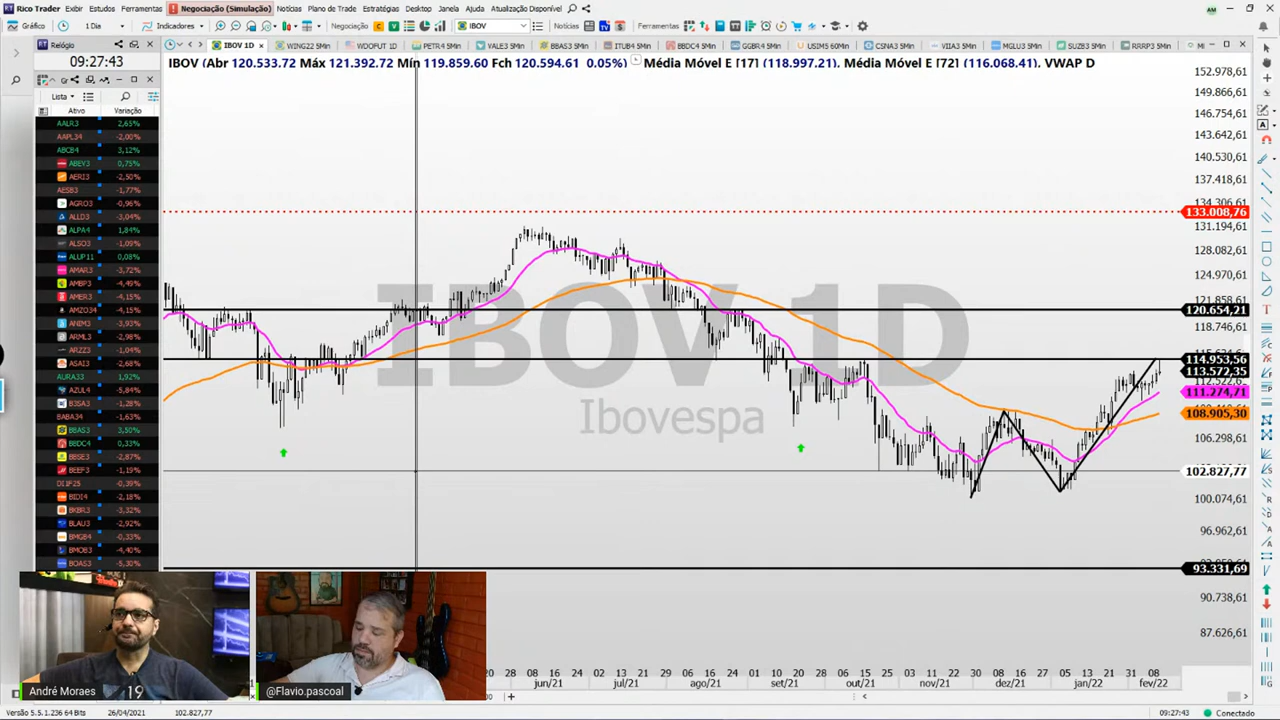 Rico Trader Exibir Estudos Ferramentas Negociação (Simulação) Notícias Plano de Trade Estratégias Desktop Janela Ajuda Atualização Disponível AM
Gráfico 1 Dia Indicadores Negociação C V IBOV Notícias Ferramentas
Relógio IBOV 1D WING22 5Min WDOFUT 1D PETR4 5Min VALE3 5Min BBAS3 5Min ITUB4 5Min BBDC4 5Min GGBR4 5Min USIM5 60Min CSNA3 5Min VIIA3 5Min MGLU3 5Min SUZB3 5Min RRRP3 5Min
09:27:43
IBOV (Abr 120.533.72 Máx 121.392.72 Mín 119.859.60 Fch 120.594.61 0.05%) Média Móvel E [17] (118.997.21). Média Móvel E [72] (116.068.41). VWAP D
Lista
Ativo Variação
AALR3 2,65%
AAPL34 -2,00%
ABCB4 3,12%
ABEV3 0,75%
AERI3 -2,50%
AESB3 -1,77%
AGRO3 -0,96%
ALLD3 -3,04%
ALPA4 1,84%
ALSO3 -1,09%
ALUP11 0,08%
AMAR3 -3,72%
AMBP3 -4,49%
AMER3 -4,15%
AMZO34 -4,15%
ANIM3 -3,93%
ARML3 -2,98%
ARZZ3 -1,04%
ASAI3 -2,68%
AURA33 1,92%
AZUL4 -5,84%
B3SA3 -1,28%
BABA34 -1,63%
BBAS3 3,50%
BBDC4 0,33%
BBSE3 -2,37%
BEEF3 -1,19%
DI1F25 -0,39%
BIDI4 -2,18%
BKBR3 -3,31%
BLAU3 -2,92%
BMGB4 -0,33%
BMOB3 -4,40%
BOAS3 -5,30%
IBOV 1D
Ibovespa
152.978,61
149.866,61
146.754,61
143.642,61
140.530,61
137.418,61
133.008,76
131.194,61
128.082,61
124.970,61
121.858,61
120.654,21
118.746,61
114.953,56
113.572,35
111.274,71
108.905,30
106.298,61
102.827,77
100.074,61
96.962,61
93.331,69
90.738,61
87.626,61
28 08 16 24 02 13 21 29 06 16 24 01 10 20 28 06 15 25 04 12 22 30 08 16 27 05 13 21 31 08
jun/21 jul/21 ago/21 set/21 out/21 nov/21 dez/21 jan/22 fev/22
André Moraes
19
@Flavio.pascoal
Versão 5.5.1.236 64 Bits 26/04/2021 102.827,77 09:27:43 Conectado